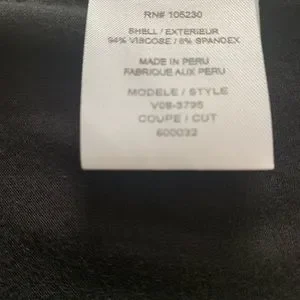 RN# 105230
SHELL / EXTERIEUR
94% VISCOSE / 6% SPANDEX
MADE IN PERU
FABRIQUE AUX PERU
MODELE / STYLE
V08-3795
COUPE / CUT
600032